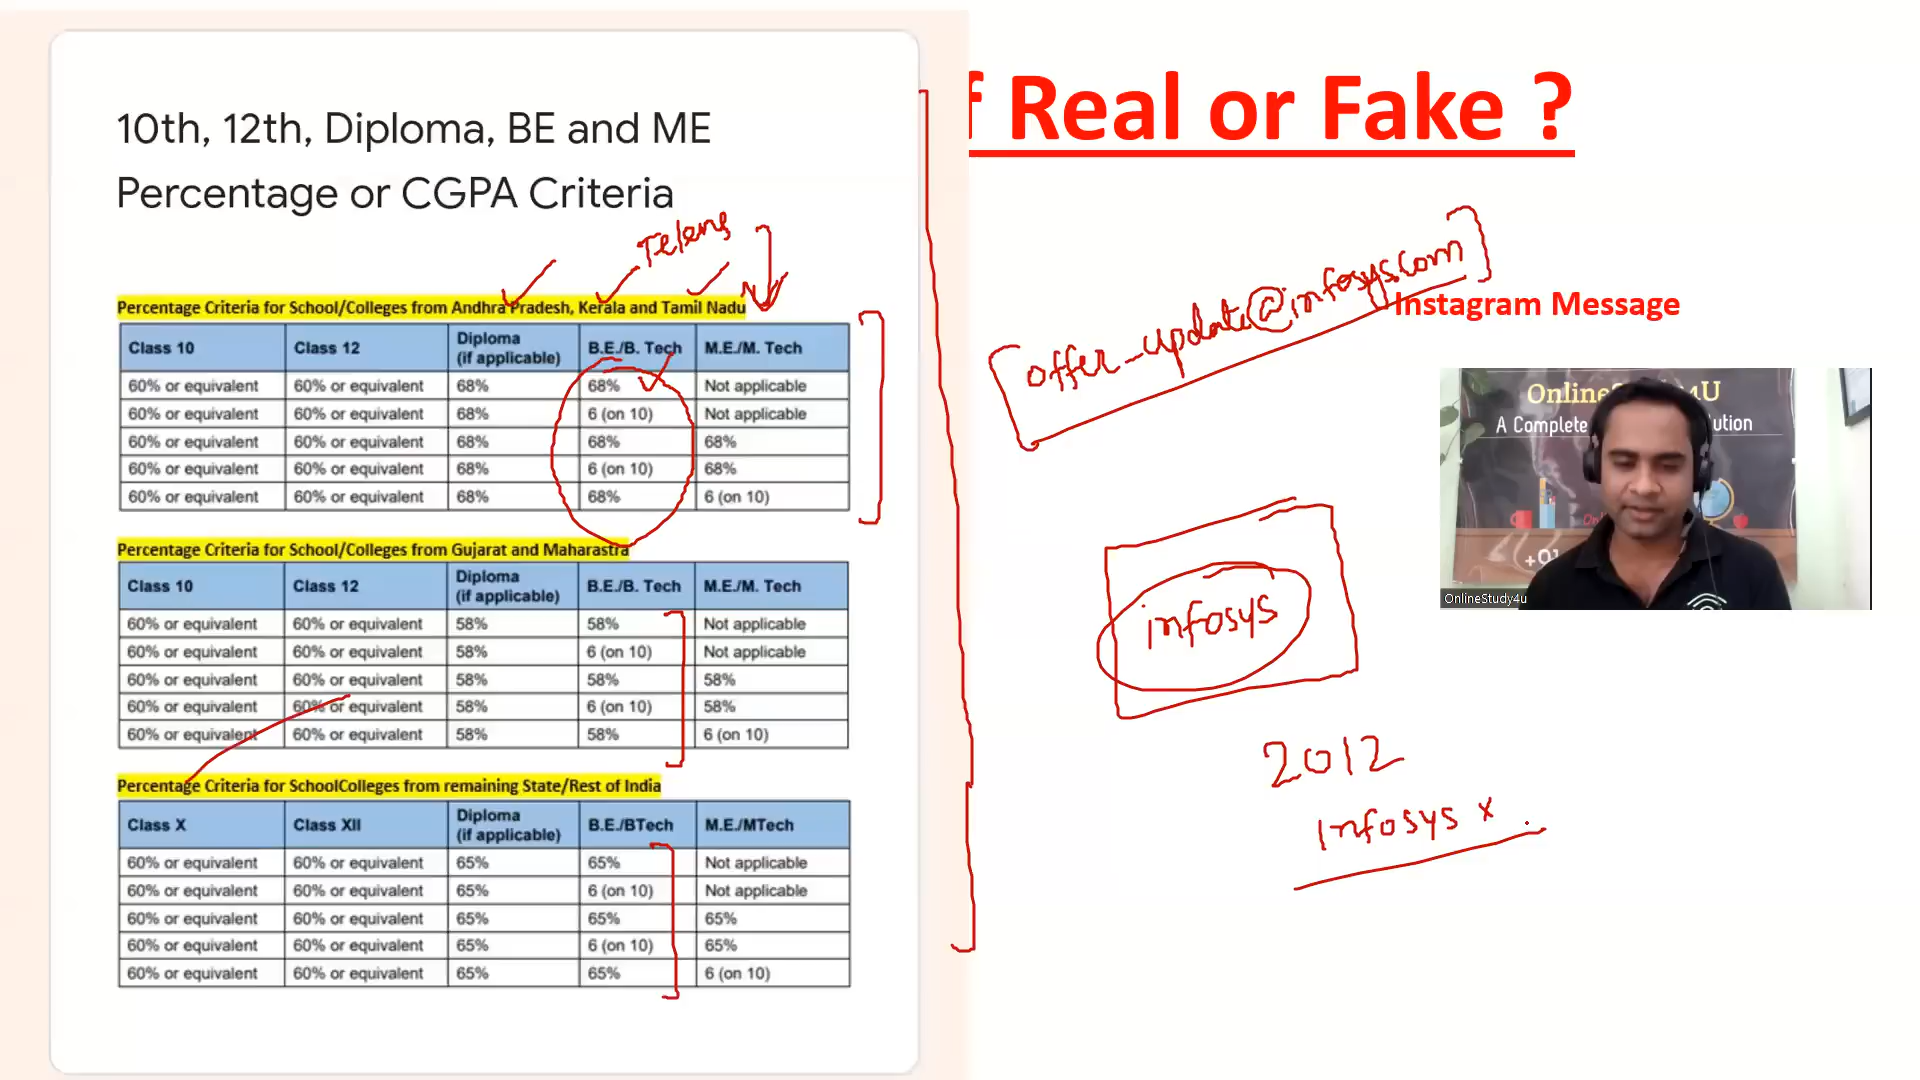 10th, 12th, Diploma, BE and ME
Percentage or CGPA Criteria
Percentage Criteria for School/Colleges from Andhra Pradesh, Kerala and Tamil Nadu
Class 10 Class 12 Diploma (if applicable) B.E./B. Tech M.E./M. Tech
60% or equivalent 60% or equivalent 68% 68% Not applicable
60% or equivalent 60% or equivalent 68% 6 (on 10) Not applicable
60% or equivalent 60% or equivalent 68% 68% 68%
60% or equivalent 60% or equivalent 68% 6 (on 10) 68%
60% or equivalent 60% or equivalent 68% 68% 6 (on 10)
Percentage Criteria for School/Colleges from Gujarat and Maharastra
Class 10 Class 12 Diploma (if applicable) B.E./B. Tech M.E./M. Tech
60% or equivalent 60% or equivalent 58% 58% Not applicable
60% or equivalent 60% or equivalent 58% 6 (on 10) Not applicable
60% or equivalent 60% or equivalent 58% 58% 58%
60% or equivalent 60% or equivalent 58% 6 (on 10) 58%
60% or equivalent 60% or equivalent 58% 58% 6 (on 10)
Percentage Criteria for SchoolColleges from remaining State/Rest of India
Class X Class XII Diploma (if applicable) B.E./BTech M.E./MTech
60% or equivalent 60% or equivalent 65% 65% Not applicable
60% or equivalent 60% or equivalent 65% 6 (on 10) Not applicable
60% or equivalent 60% or equivalent 65% 65% 65%
60% or equivalent 60% or equivalent 65% 6 (on 10) 65%
60% or equivalent 60% or equivalent 65% 65% 6 (on 10)
f Real or Fake ?
offer_update@infosys.com
Instagram Message
A Complete
OnlineStudy4u
infosys
2012
infosys x